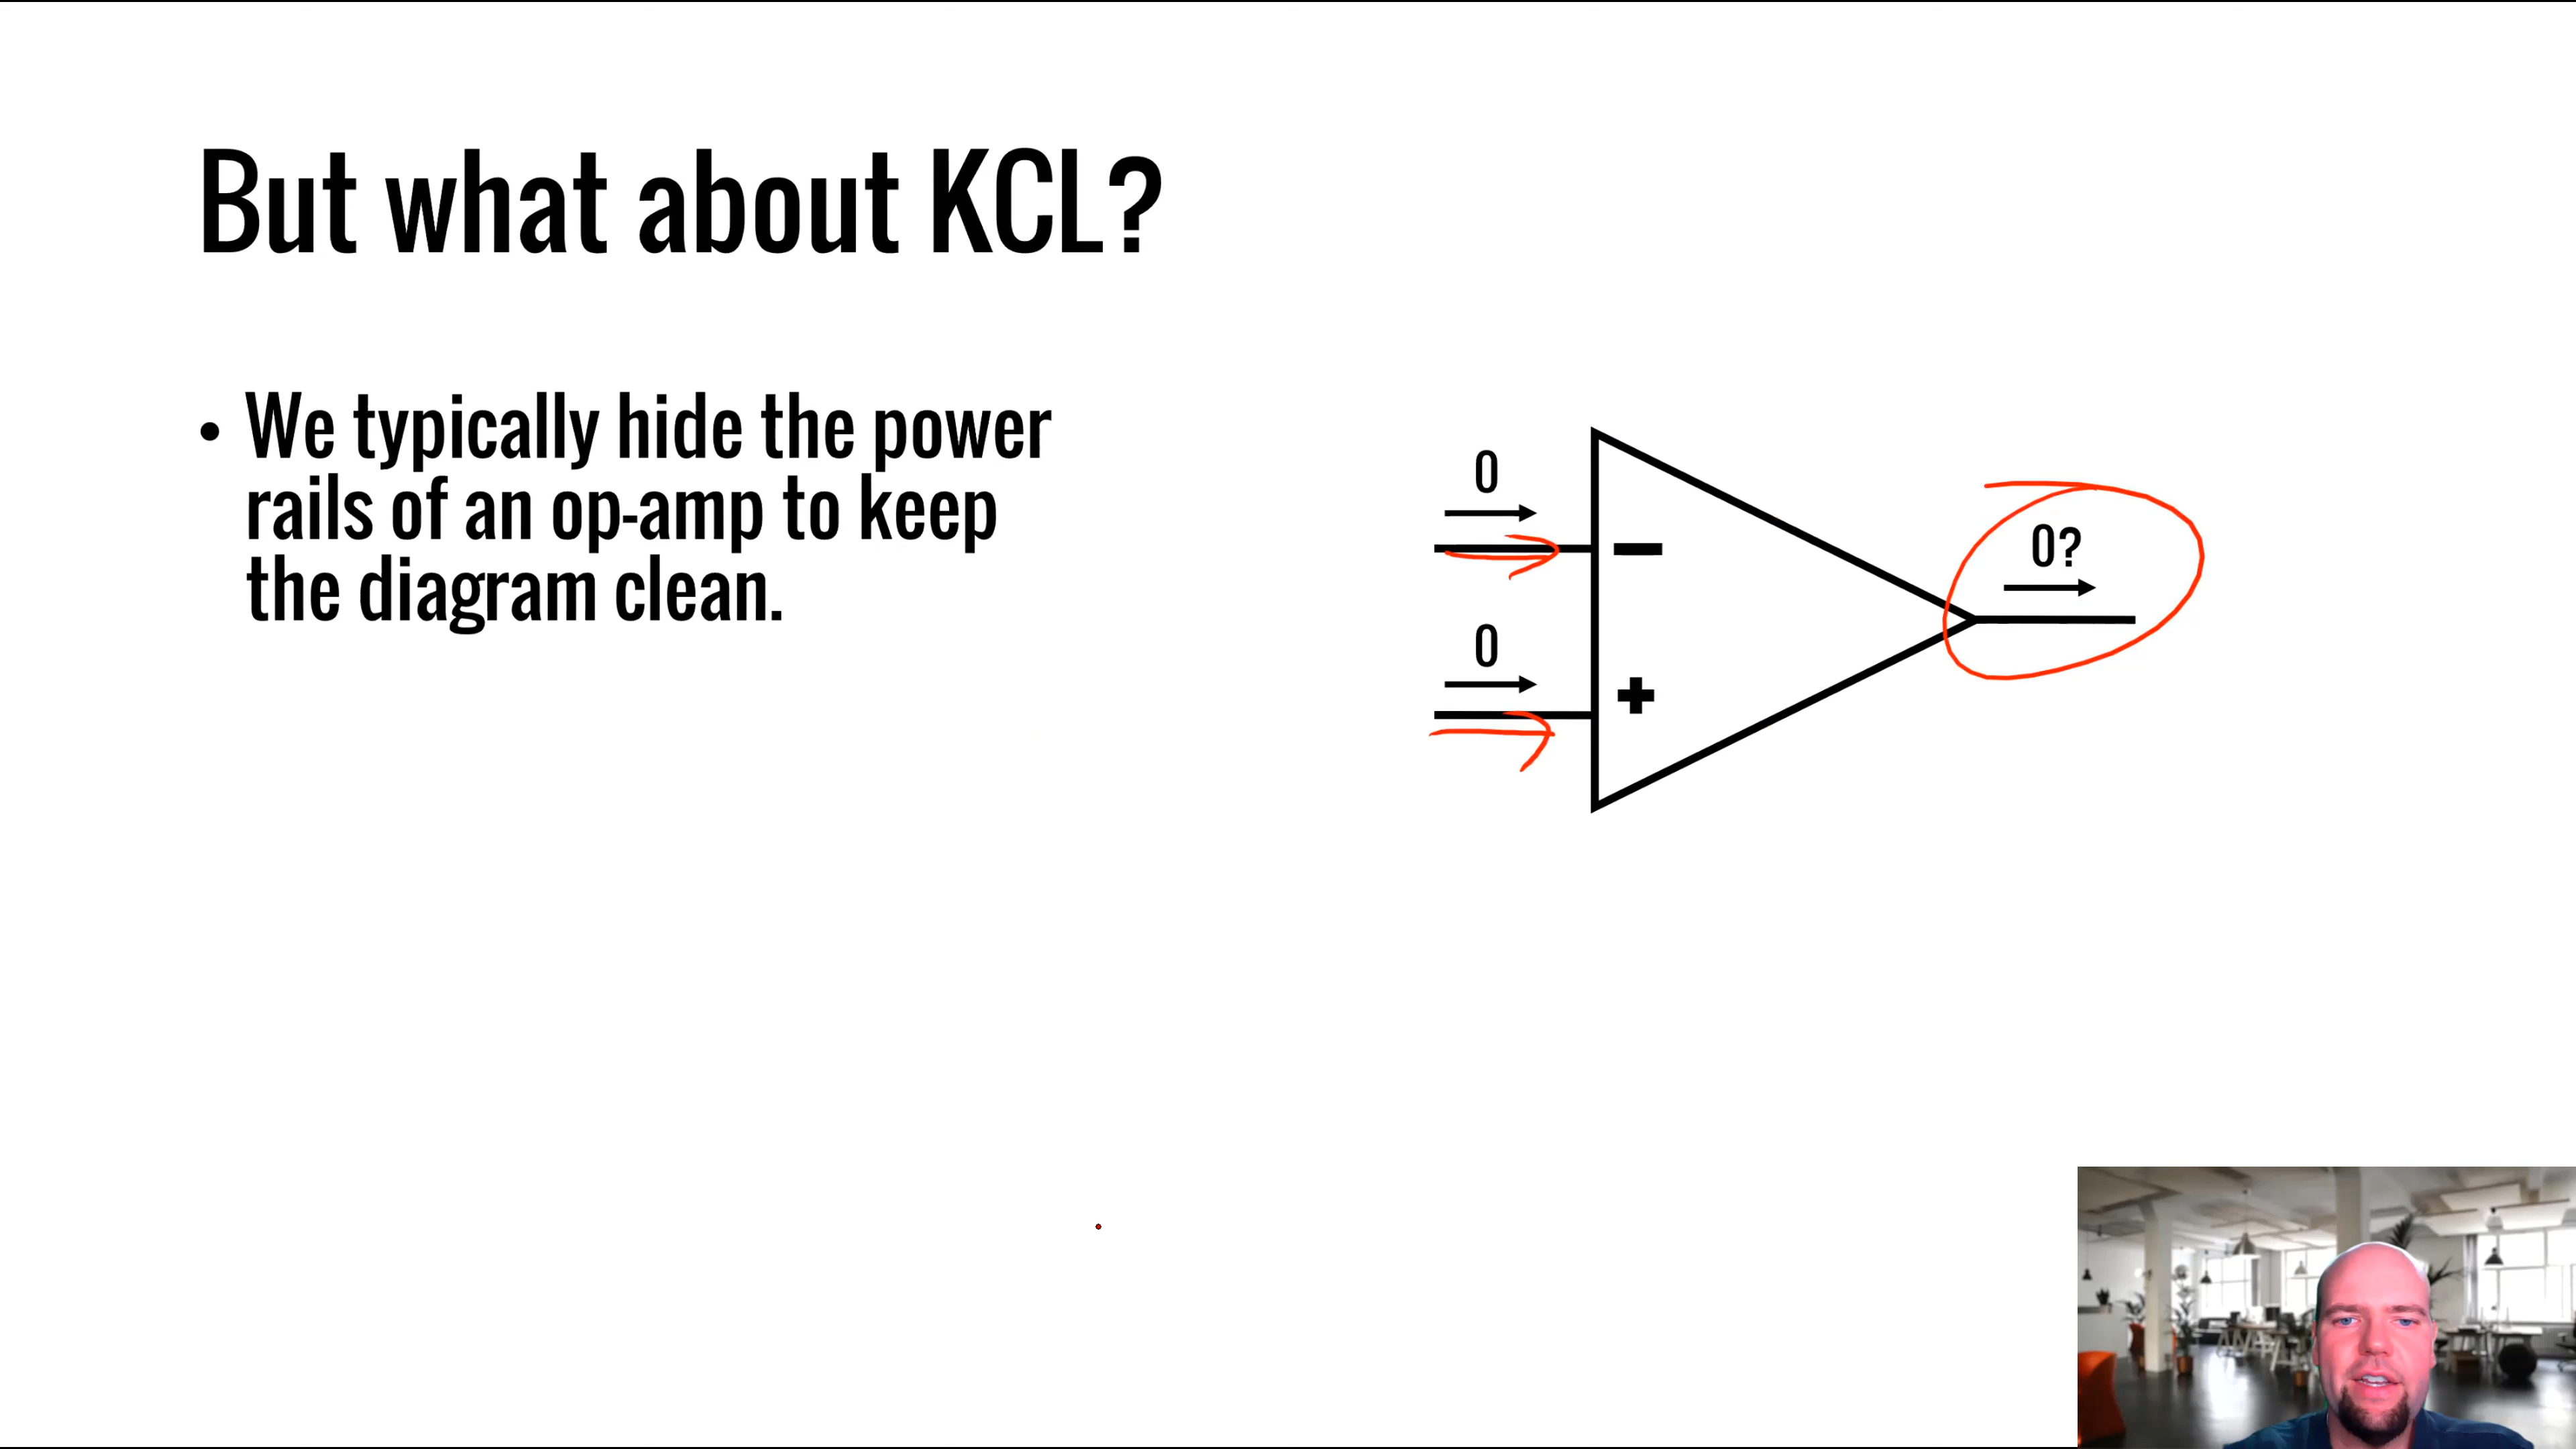 But what about KCL?
• We typically hide the power
rails of an op-amp to keep
the diagram clean.
0
−
0?
0
+